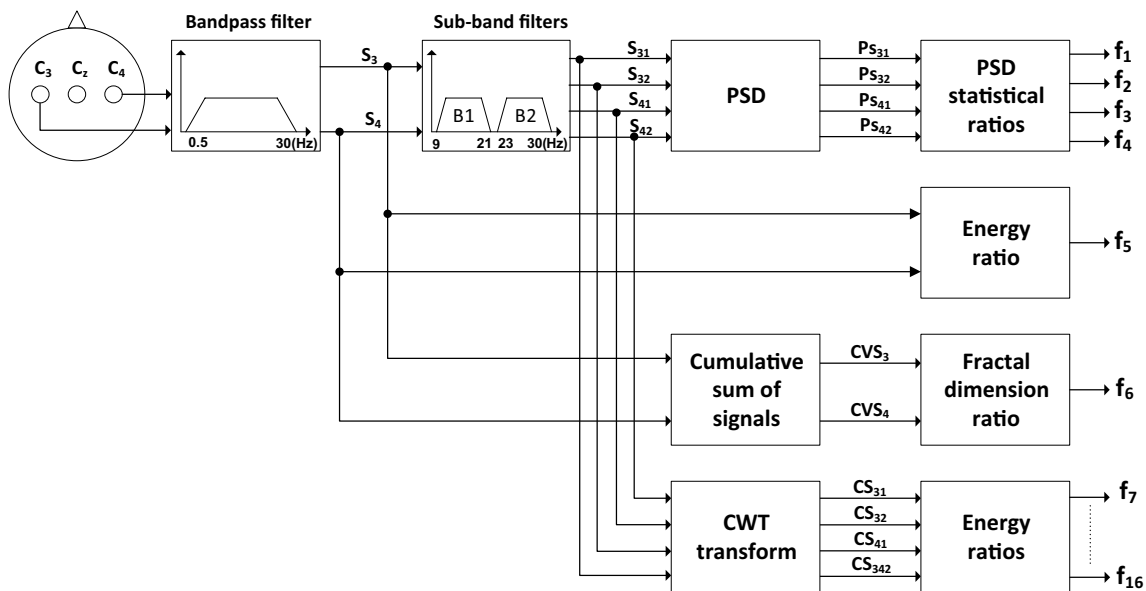 Bandpass filter
Sub-band filters
C3 Cz C4
0.5 30(Hz)
S3
S4
B1 B2
9 21 23 30(Hz)
S31
S32
S41
S42
PSD
Ps31
Ps32
Ps41
Ps42
PSD
statistical
ratios
f1
f2
f3
f4
Energy
ratio
f5
Cumulative
sum of
signals
CVS3
CVS4
Fractal
dimension
ratio
f6
CWT
transform
CS31
CS32
CS41
CS342
Energy
ratios
f7
f16